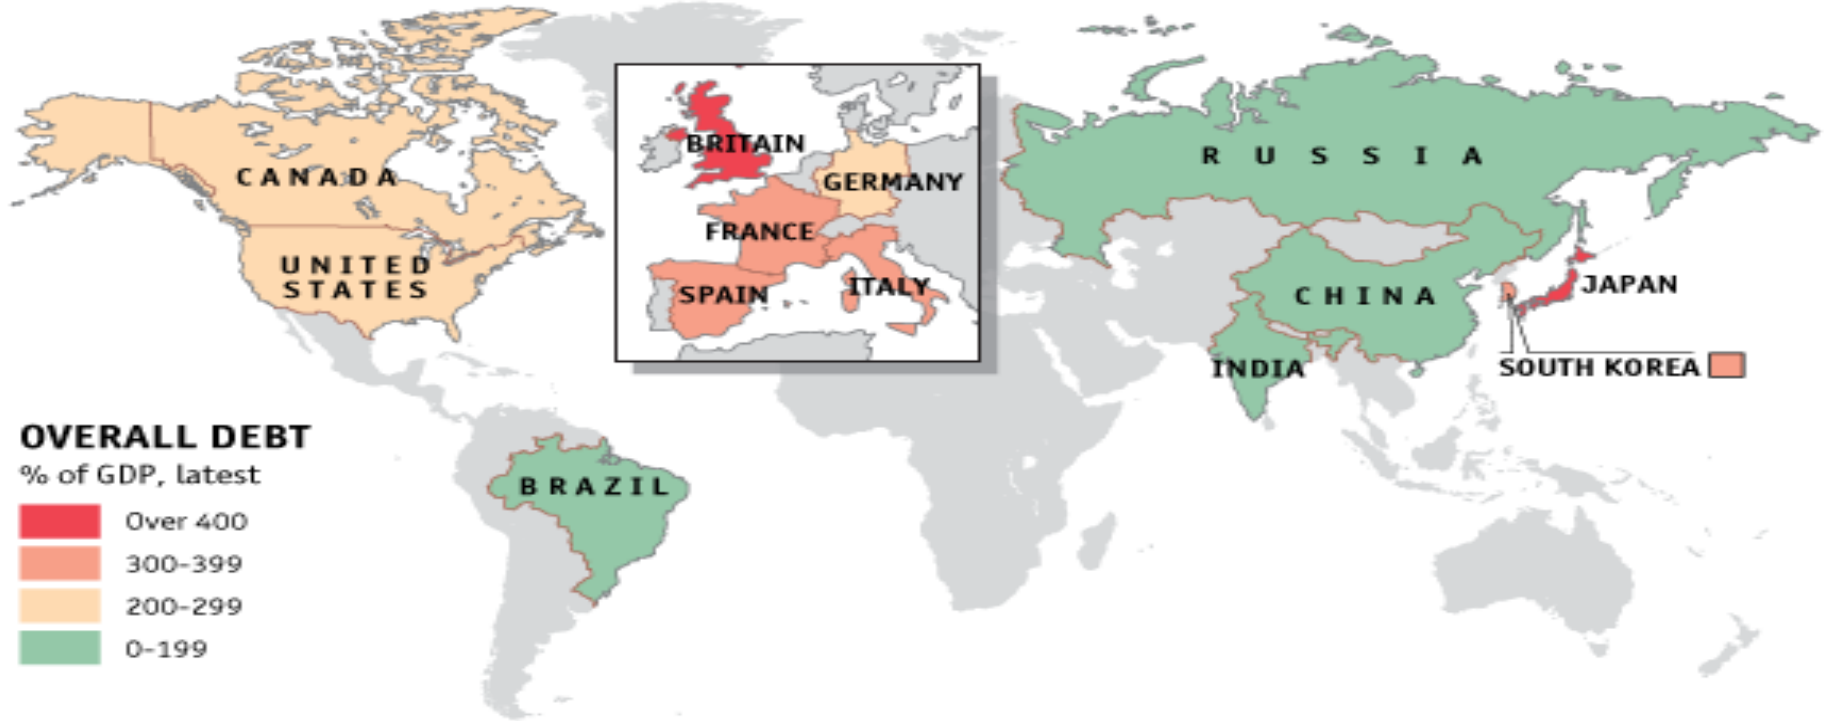 CANADA
UNITED
STATES
BRITAIN
GERMANY
FRANCE
SPAIN
ITALY
RUSSIA
CHINA
JAPAN
INDIA
SOUTH KOREA
BRAZIL
OVERALL DEBT
% of GDP, latest
Over 400
300-399
200-299
0-199